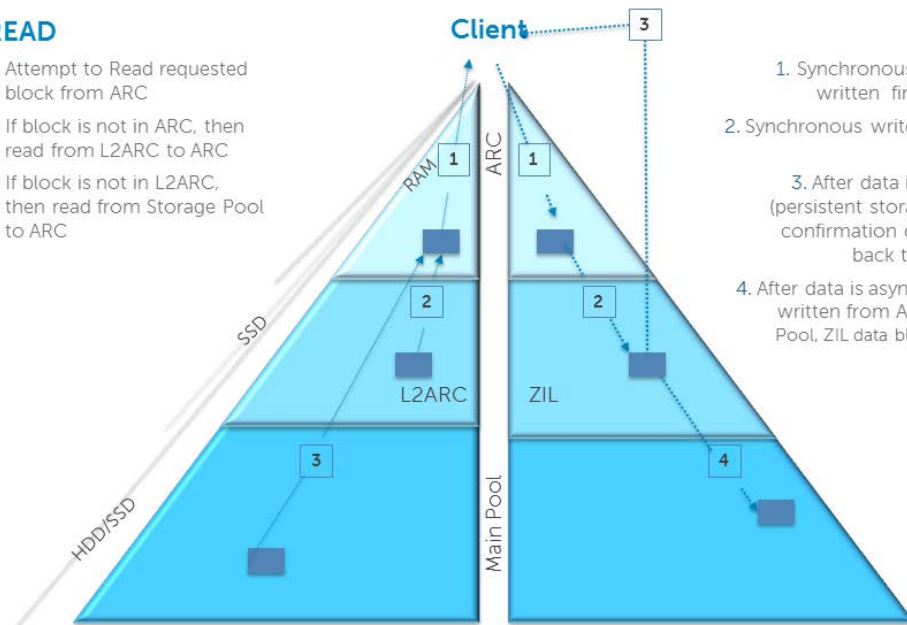 READ
Client
3
Attempt to Read requested
block from ARC
If block is not in ARC, then
read from L2ARC to ARC
If block is not in L2ARC,
then read from Storage Pool
to ARC
1. Synchronous
written
2. Synchronous
3. After data
(persistent
confirmation
back
4. After data is
written from
Pool, ZIL data
RAM
1
ARC
1
SSD
2
2
L2ARC
ZIL
3
4
HDD/SSD
Main Pool